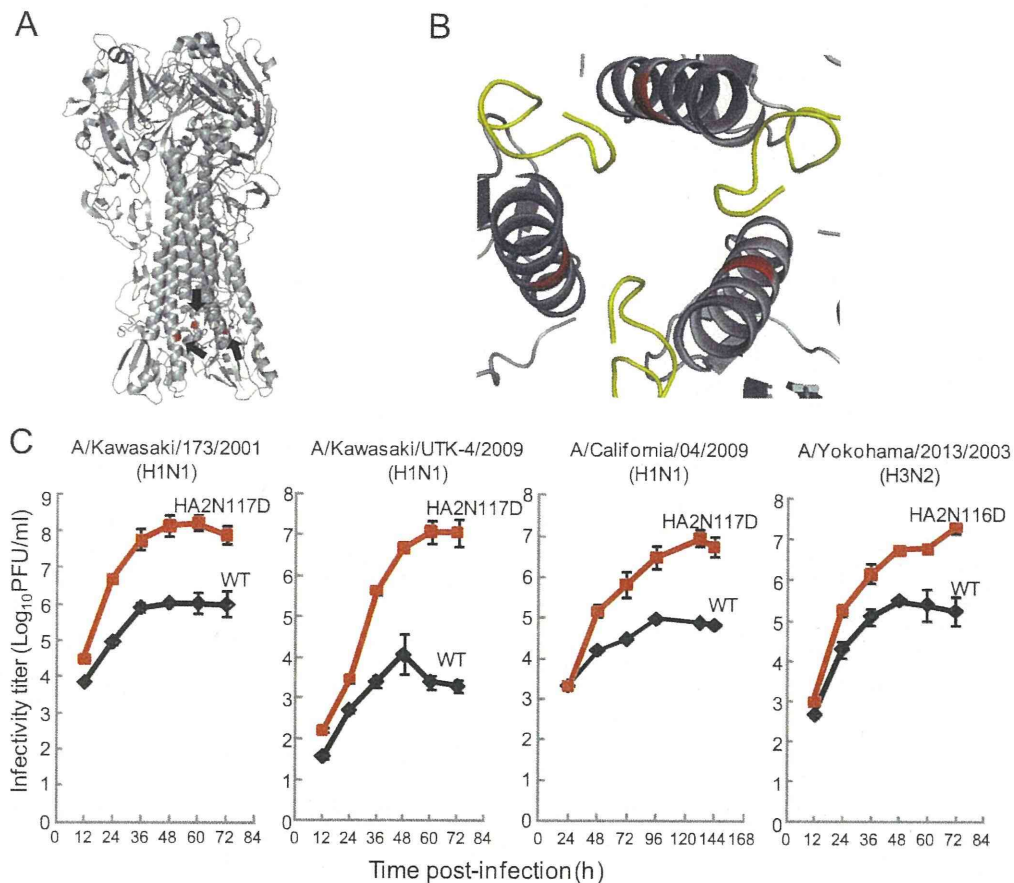 A
B
C
A/Kawasaki/173/2001
(H1N1)
A/Kawasaki/UTK-4/2009
(H1N1)
A/California/04/2009
(H1N1)
A/Yokohama/2013/2003
(H3N2)
Infectivity titer (Log10PFU/ml)
9
8
7
6
5
4
3
2
1
0
HA2N117D
WT
0 12 24 36 48 60 72 84
7
6
5
4
3
2
1
0
HA2N117D
WT
0 12 24 36 48 60 72 84
7
6
5
4
3
2
1
0
HA2N117D
WT
0 24 48 72 96 120 144 168
8
7
6
5
4
3
2
1
0
HA2N116D
WT
0 12 24 36 48 60 72 84
Time post-infection (h)